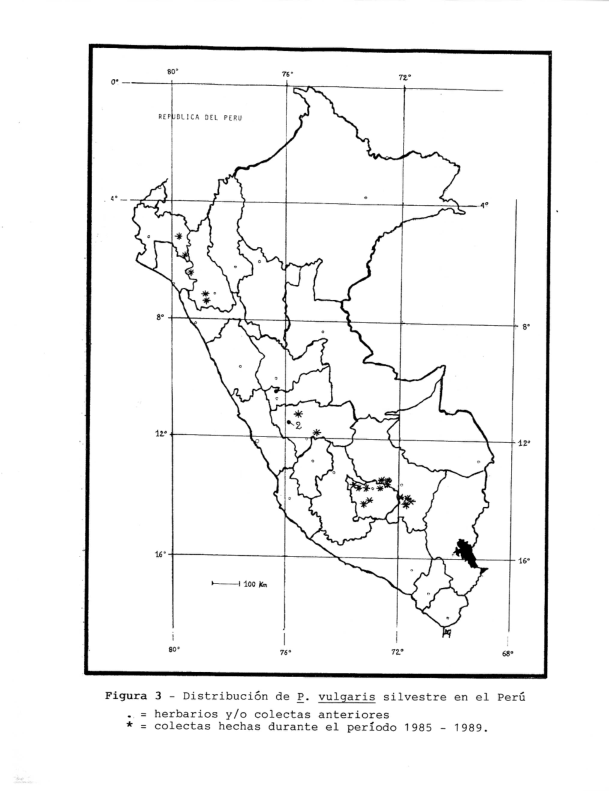 80° 76° 72°
0°
REPUBLICA DEL PERU
4° 4°
8° 8°
2
12° 12°
16° 16°
100 Km
80° 76° 72° 68°
Figura 3 - Distribución de P. vulgaris silvestre en el Perú
. = herbarios y/o colectas anteriores
* = colectas hechas durante el período 1985 - 1989.